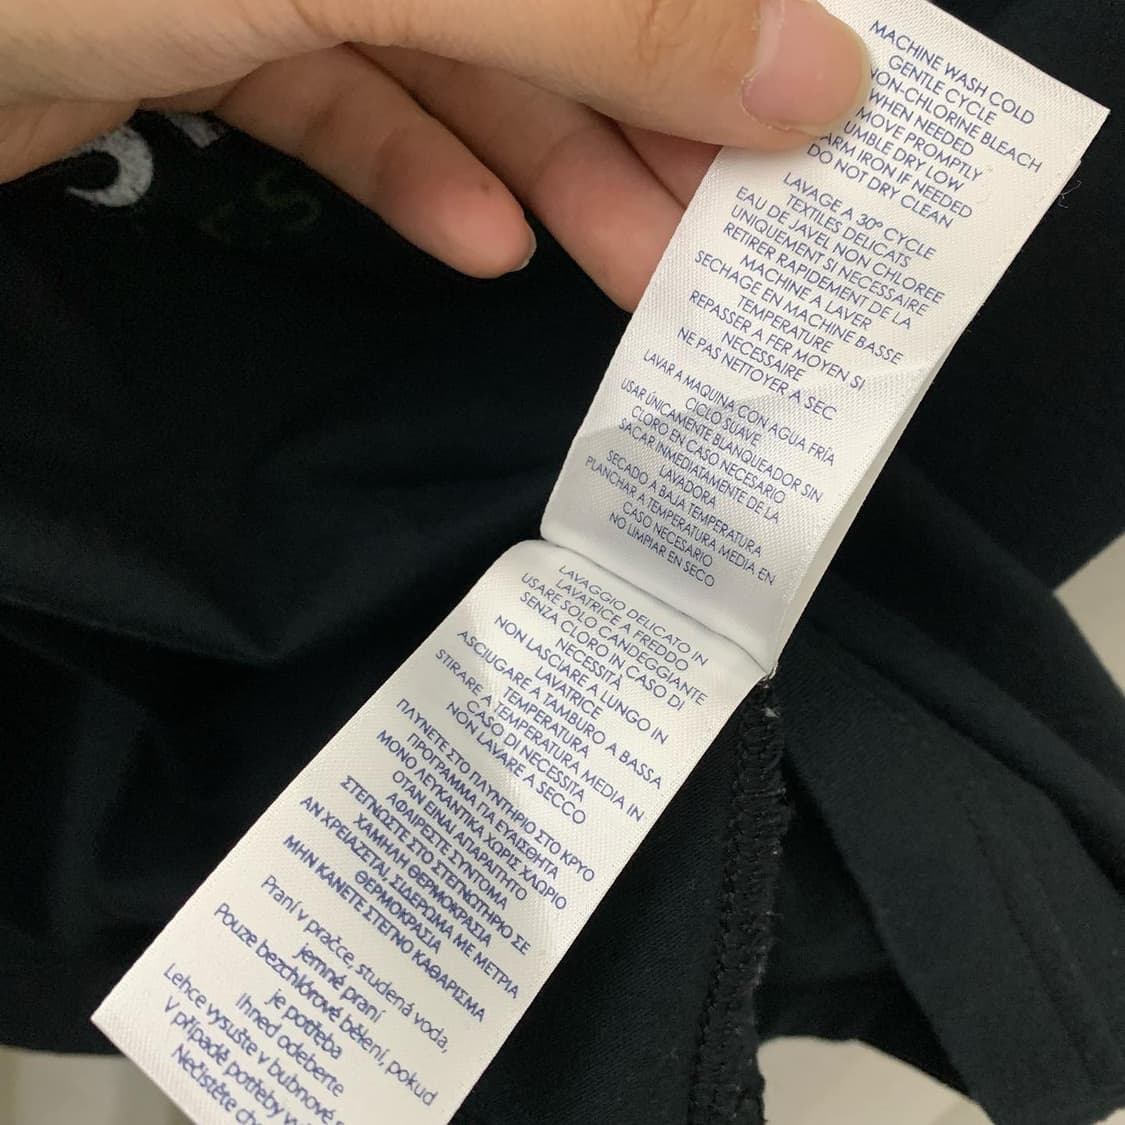 MACHINE WASH COLD
GENTLE CYCLE
NON-CHLORINE BLEACH
WHEN NEEDED
MOVE PROMPTLY
UMBLE DRY LOW
ARM IRON IF NEEDED
DO NOT DRY CLEAN
LAVAGE A 30° CYCLE
TEXTILES DELICATS
EAU DE JAVEL NON CHLOREE
UNIQUEMENT SI NECESSAIRE
RETIRER RAPIDEMENT DE LA
MACHINE A LAVER
SECHAGE EN MACHINE BASSE
TEMPERATURE
REPASSER A FER MOYEN SI
NECESSAIRE
NE PAS NETTOYER A SEC
LAVAR A MAQUINA CON AGUA FRÍA
CICLO SUAVE
USAR ÚNICAMENTE BLANQUEADOR SIN
CLORO EN CASO NECESARIO
SACAR INMEDIATAMENTE DE LA
LAVADORA
SECADO A BAJA TEMPERATURA
PLANCHAR A TEMPERATURA MEDIA EN
CASO NECESARIO
NO LIMPIAR EN SECO
LAVAGGIO DELICATO IN
LAVATRICE A FREDDO
USARE SOLO CANDEGGIANTE
SENZA CLORO IN CASO DI
NECESSITÀ
NON LASCIARE A LUNGO IN
LAVATRICE
ASCIUGARE A TAMBURO A BASSA
TEMPERATURA
STIRARE A TEMPERATURA MEDIA IN
CASO DI NECESSITA
NON LAVARE A SECCO
ΠΛΥΝΕΤΕ ΣΤΟ ΠΛΥΝΤΗΡΙΟ ΣΤΟ ΚΡΥΟ
ΠΡΟΓΡΑΜΜΑ ΓΙΑ ΕΥΑΙΣΘΗΤΑ
ΜΟΝΟ ΛΕΥΚΑΝΤΙΚΑ ΧΩΡΙΣ ΧΛΩΡΙΟ
ΟΤΑΝ ΕΙΝΑΙ ΑΠΑΡΑΙΤΗΤΟ
ΑΦΑΙΡΕΣΤΕ ΣΥΝΤΟΜΑ
ΣΤΕΓΝΩΣΤΕ ΣΤΟ ΣΤΕΓΝΩΤΗΡΙΟ ΣΕ
ΧΑΜΗΛΗ ΘΕΡΜΟΚΡΑΣΙΑ
ΑΝ ΧΡΕΙΑΖΕΤΑΙ, ΣΙΔΕΡΩΜΑ ΜΕ ΜΕΤΡΙΑ
ΘΕΡΜΟΚΡΑΣΙΑ
ΜΗΝ ΚΑΝΕΤΕ ΣΤΕΓΝΟ ΚΑΘΑΡΙΣΜΑ
Praní v pračce, studená voda,
jemné praní
Pouze bezchlórové bělení, pokud
je potřeba
Ihned odeberte
Lehce vysušte v bubnové
V případě potřeby
Nečistěte